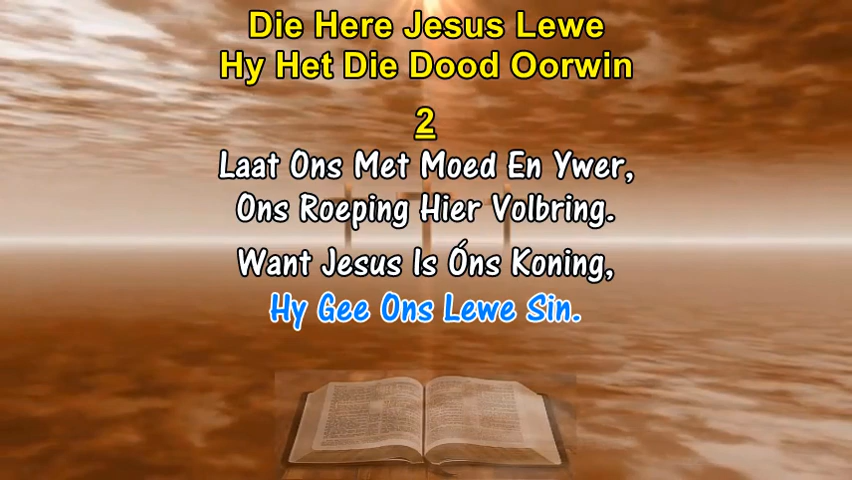 Die Here Jesus Lewe
Hy Het Die Dood Oorwin
2
Laat Ons Met Moed En Ywer,
Ons Roeping Hier Volbring.
Want Jesus Is Óns Koning,
Hy Gee Ons Lewe Sin.